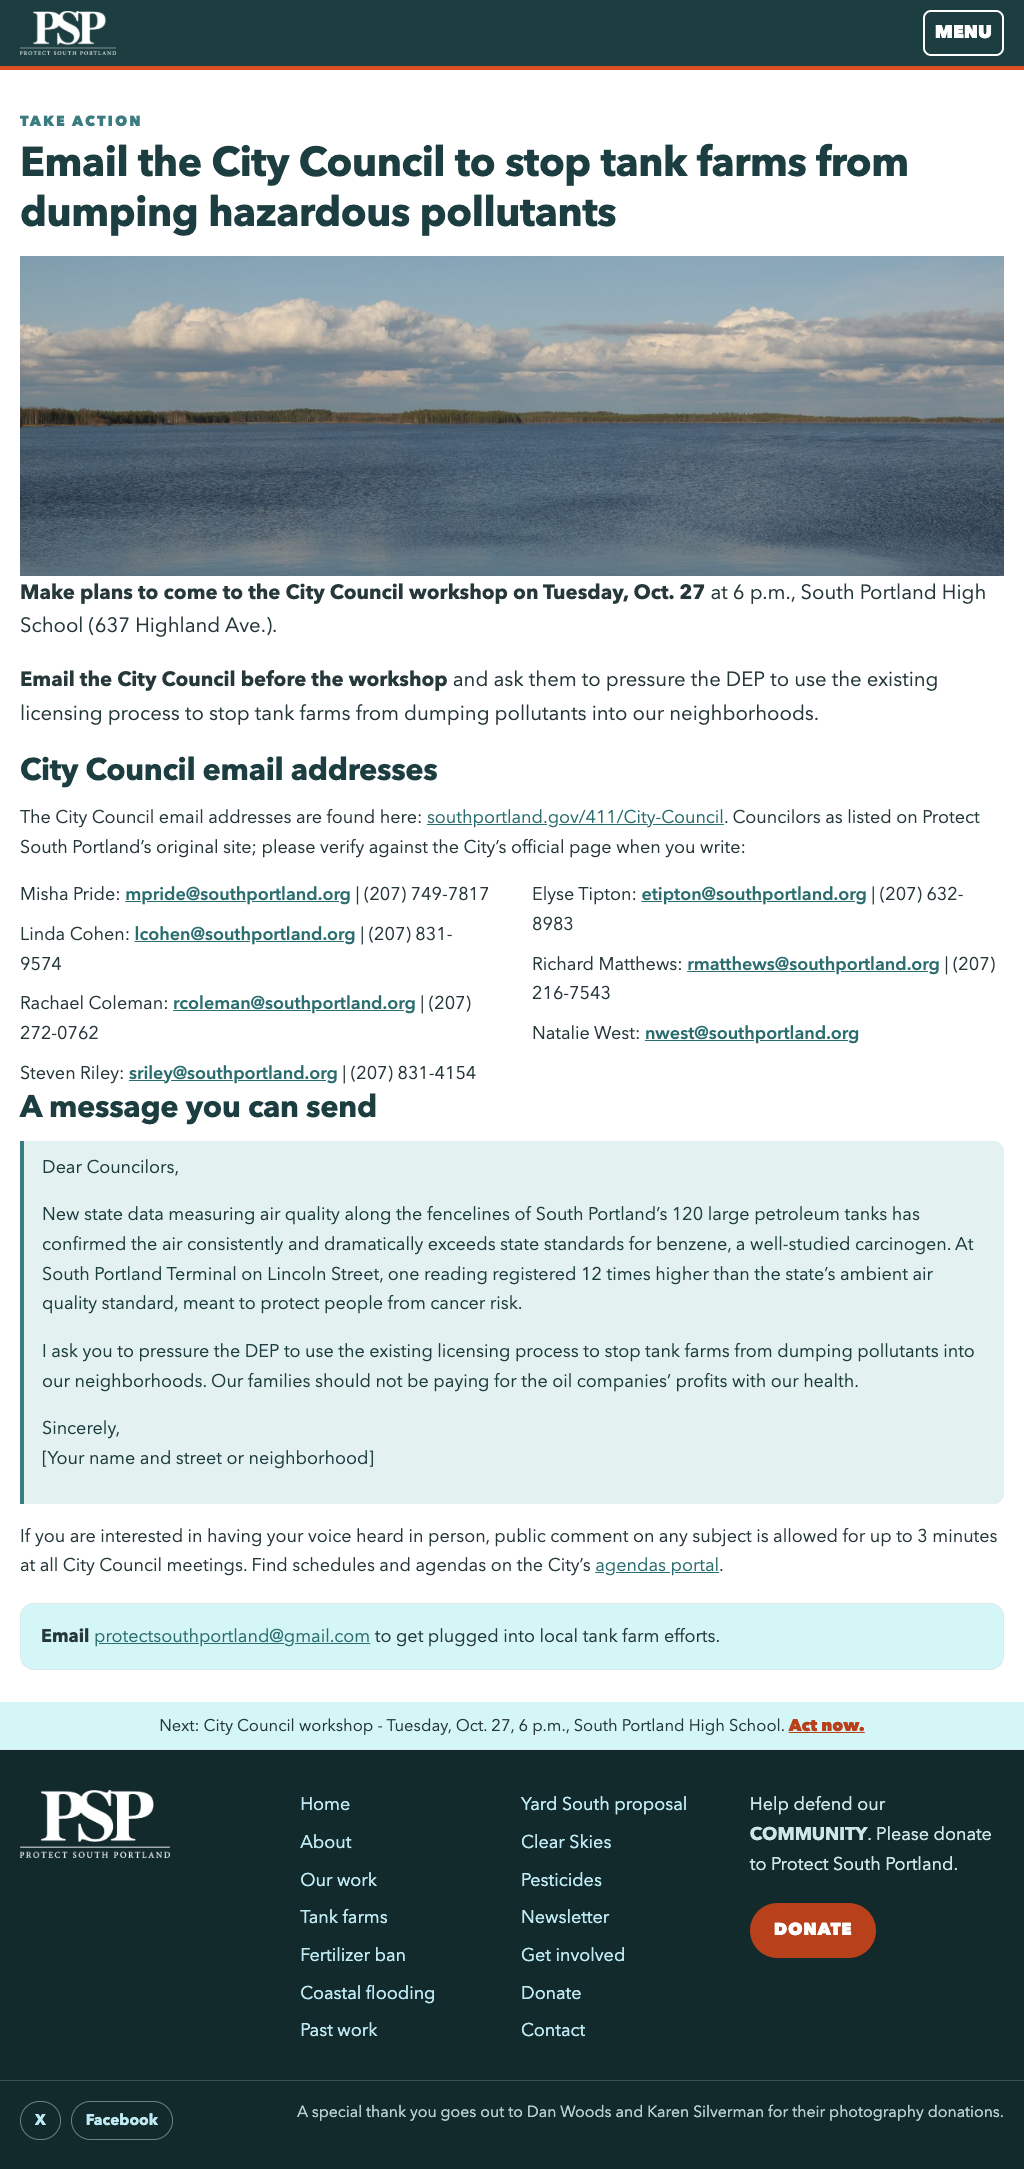 PSP
PROTECT SOUTH PORTLAND
MENU
TAKE ACTION
Email the City Council to stop tank farms from
dumping hazardous pollutants
Make plans to come to the City Council workshop on Tuesday, Oct. 27 at 6 p.m., South Portland High
School (637 Highland Ave.).
Email the City Council before the workshop and ask them to pressure the DEP to use the existing
licensing process to stop tank farms from dumping pollutants into our neighborhoods.
City Council email addresses
The City Council email addresses are found here: southportland.gov/411/City-Council. Councilors as listed on Protect
South Portland’s original site; please verify against the City’s official page when you write:
Misha Pride: mpride@southportland.org | (207) 749-7817
Linda Cohen: lcohen@southportland.org | (207) 831-
9574
Rachael Coleman: rcoleman@southportland.org | (207)
272-0762
Steven Riley: sriley@southportland.org | (207) 831-4154
Elyse Tipton: etipton@southportland.org | (207) 632-
8983
Richard Matthews: rmatthews@southportland.org | (207)
216-7543
Natalie West: nwest@southportland.org
A message you can send
Dear Councilors,
New state data measuring air quality along the fencelines of South Portland’s 120 large petroleum tanks has
confirmed the air consistently and dramatically exceeds state standards for benzene, a well-studied carcinogen. At
South Portland Terminal on Lincoln Street, one reading registered 12 times higher than the state’s ambient air
quality standard, meant to protect people from cancer risk.
I ask you to pressure the DEP to use the existing licensing process to stop tank farms from dumping pollutants into
our neighborhoods. Our families should not be paying for the oil companies’ profits with our health.
Sincerely,
[Your name and street or neighborhood]
If you are interested in having your voice heard in person, public comment on any subject is allowed for up to 3 minutes
at all City Council meetings. Find schedules and agendas on the City’s agendas portal.
Email protectsouthportland@gmail.com to get plugged into local tank farm efforts.
Next: City Council workshop - Tuesday, Oct. 27, 6 p.m., South Portland High School. Act now.
PSP
PROTECT SOUTH PORTLAND
Home
About
Our work
Tank farms
Fertilizer ban
Coastal flooding
Past work
Yard South proposal
Clear Skies
Pesticides
Newsletter
Get involved
Donate
Contact
Help defend our
COMMUNITY. Please donate
to Protect South Portland.
DONATE
X
Facebook
A special thank you goes out to Dan Woods and Karen Silverman for their photography donations.